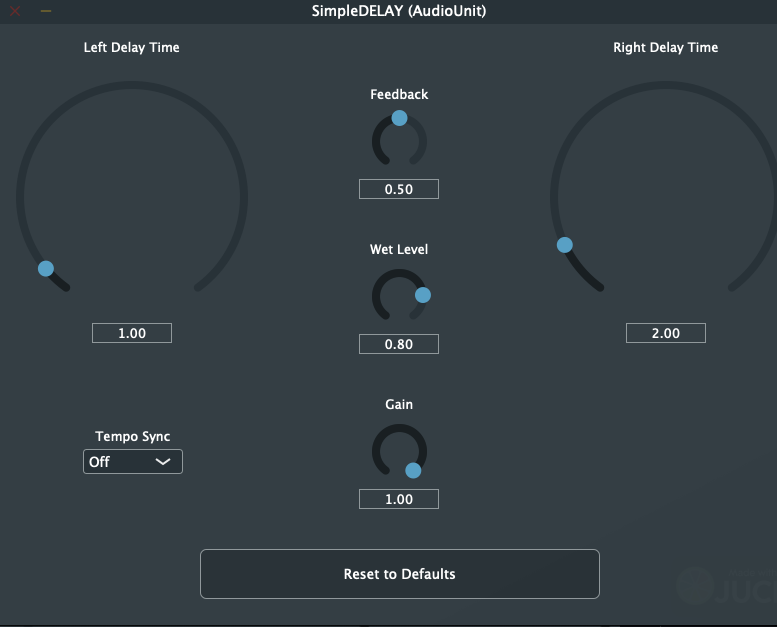 SimpleDELAY (AudioUnit)
Left Delay Time
Right Delay Time
Feedback
0.50
Wet Level
0.80
1.00
2.00
Gain
Tempo Sync
Off
1.00
Reset to Defaults
JUC